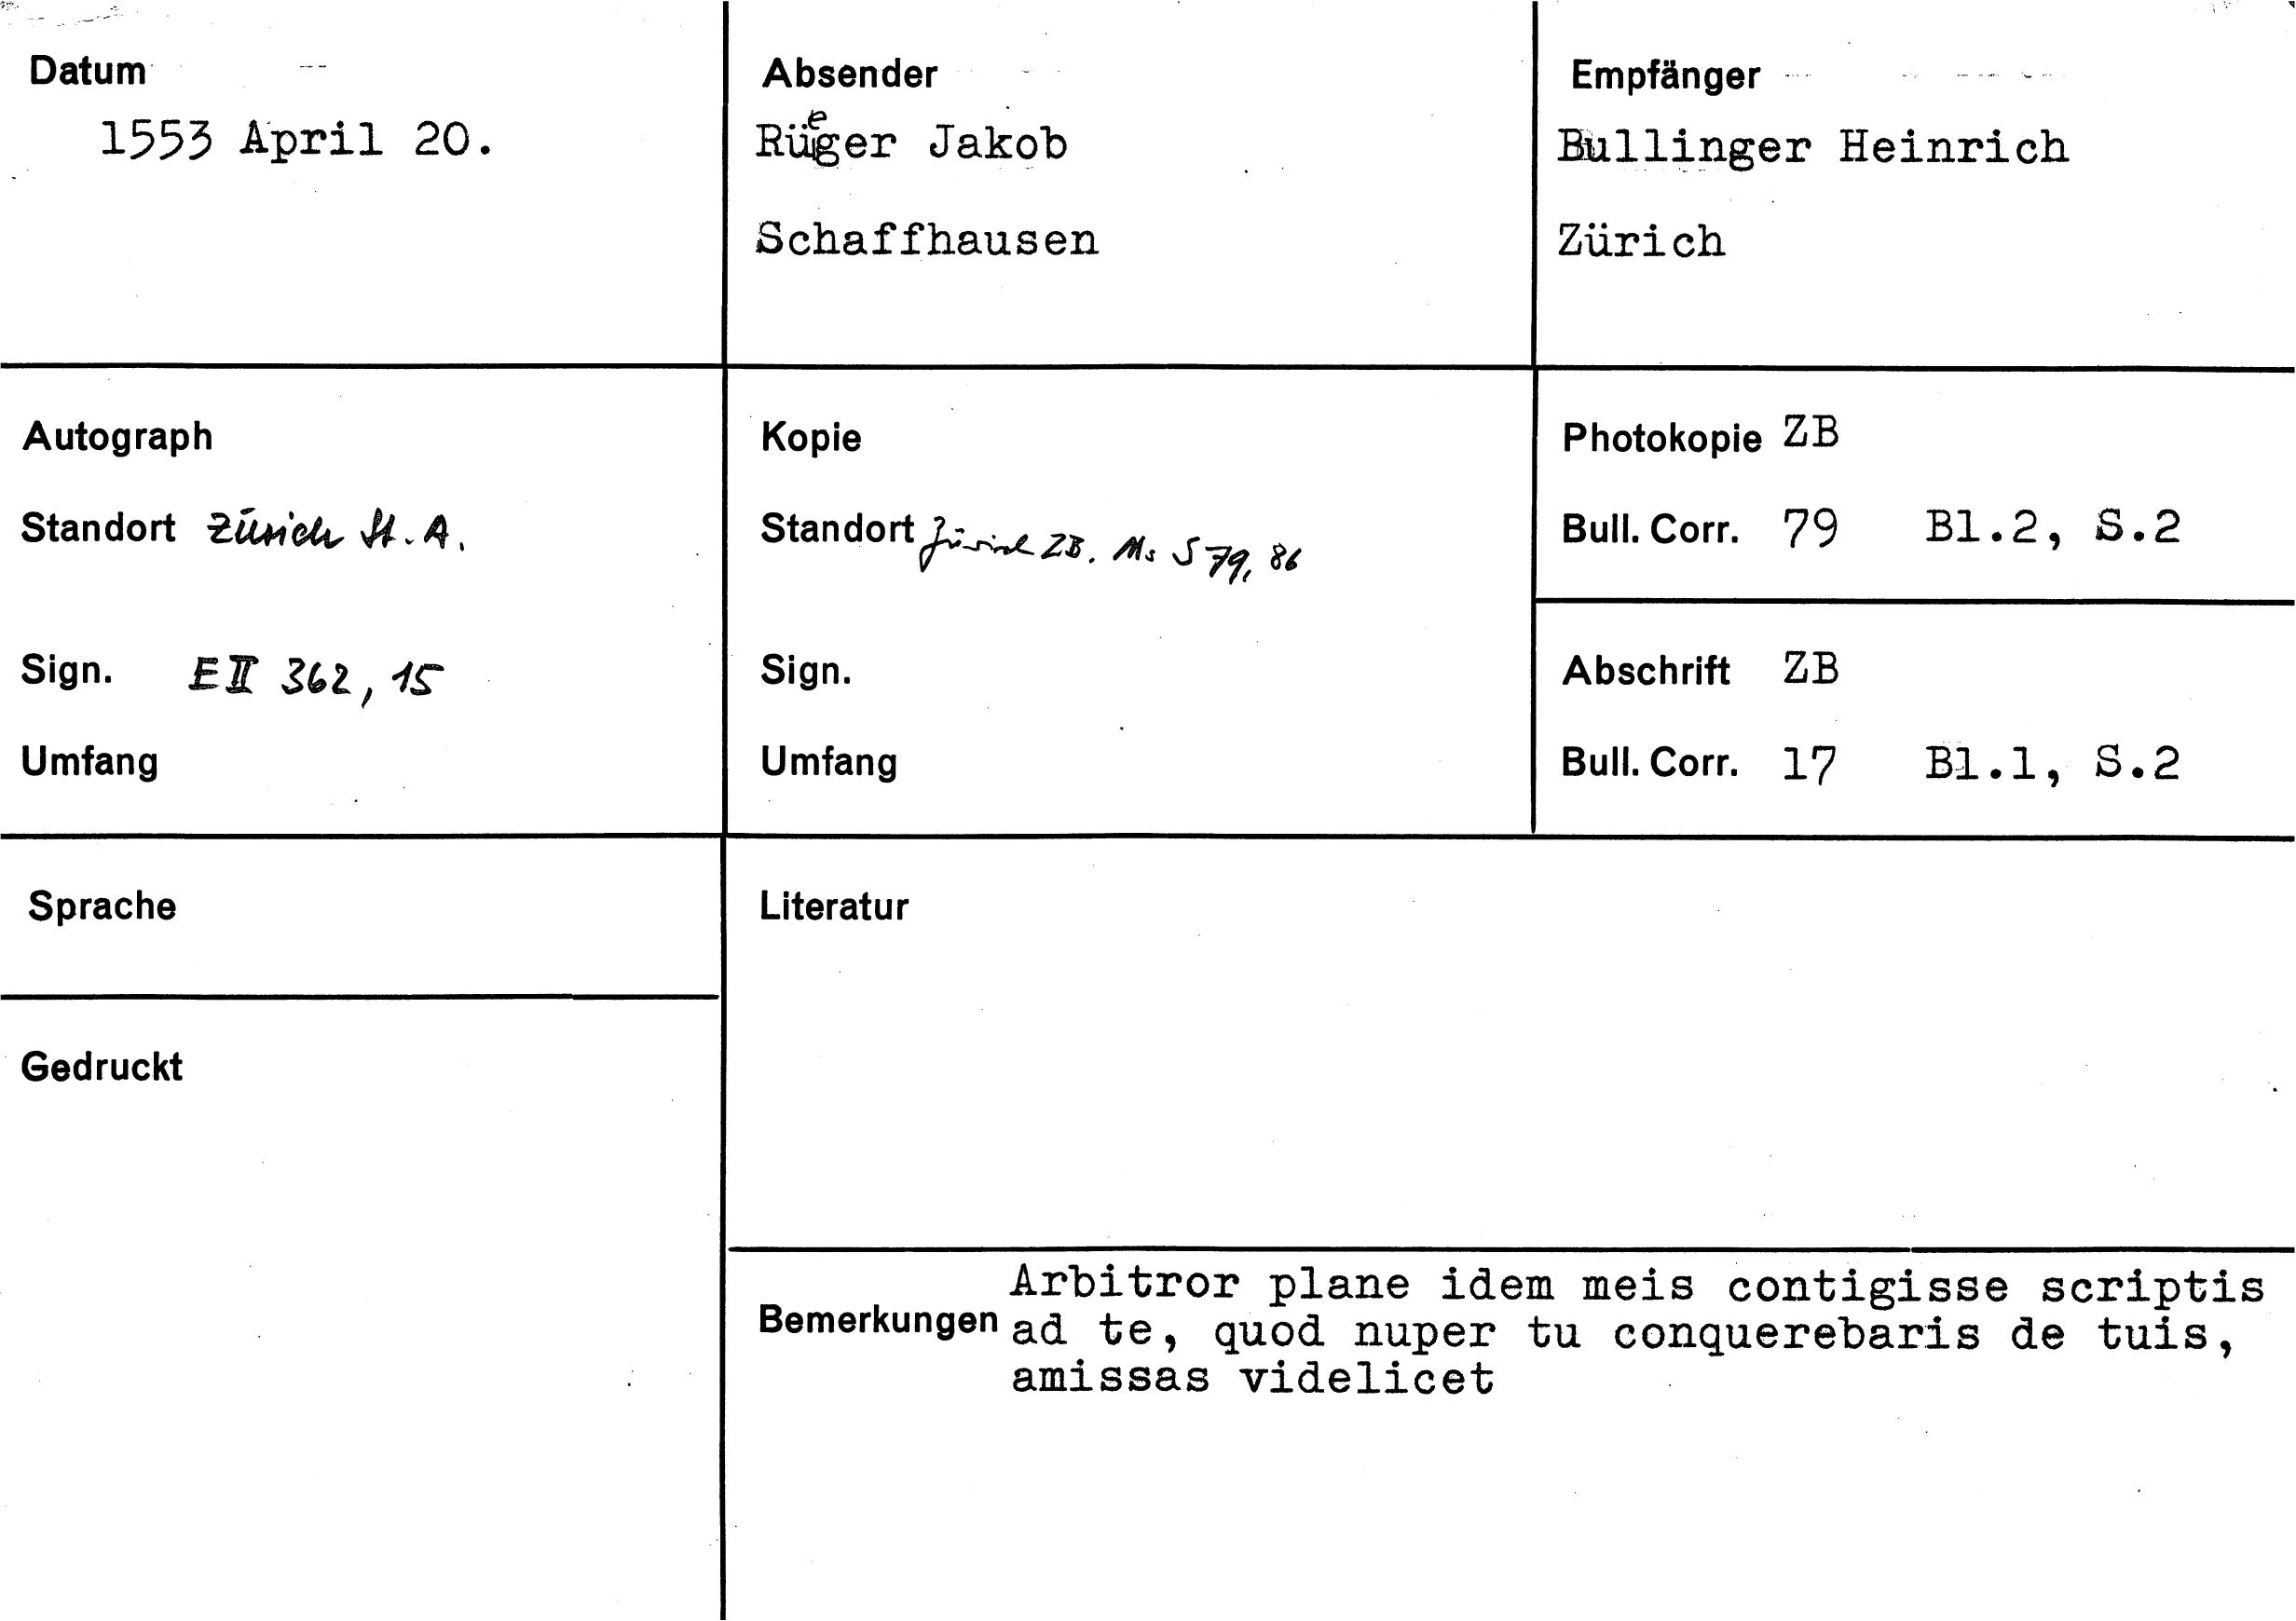 Datum
1553 April 20.
Absender
Rüeger Jakob
Schaffhausen
Empfänger
Bullinger Heinrich
Zürich
Autograph
Standort Zürich St. A.
Sign. E II 362, 15
Umfang
Kopie
Standort Zürich ZB. Ms S 79, 86
Sign.
Umfang
Photokopie ZB
Bull. Corr. 79 Bl.2, S.2
Abschrift ZB
Bull. Corr. 17 Bl.1, S.2
Sprache
Gedruckt
Literatur
Bemerkungen
Arbitror plane idem meis contigisse scriptis
ad te, quod nuper tu conquerebaris de tuis,
amissas videlicet